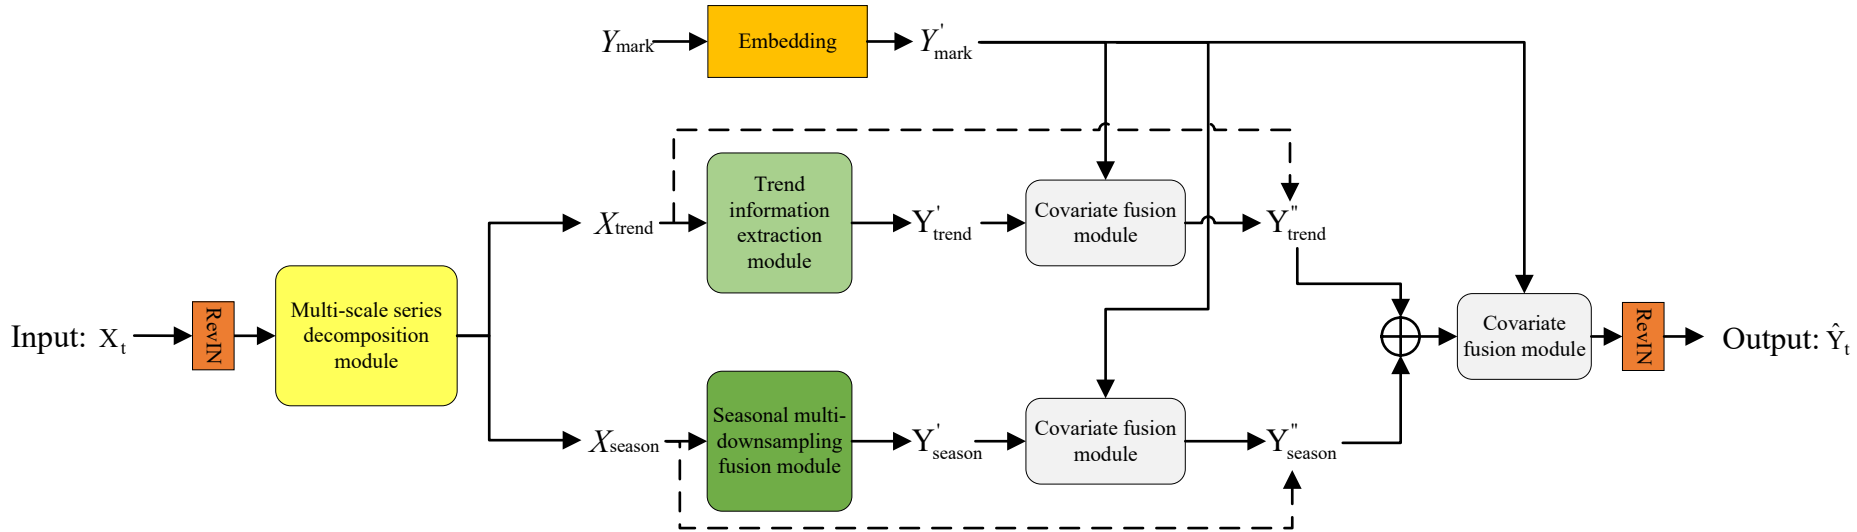 Y_mark
Embedding
Y'_mark
Trend
information
extraction
module
Covariate fusion
module
X_trend
Y'_trend
Y"_trend
Input: X_t
RevIN
Multi-scale series
decomposition
module
Covariate
fusion module
RevIN
Output: Ŷ_t
X_season
Seasonal multi-
downsampling
fusion module
Y'_season
Covariate fusion
module
Y"_season